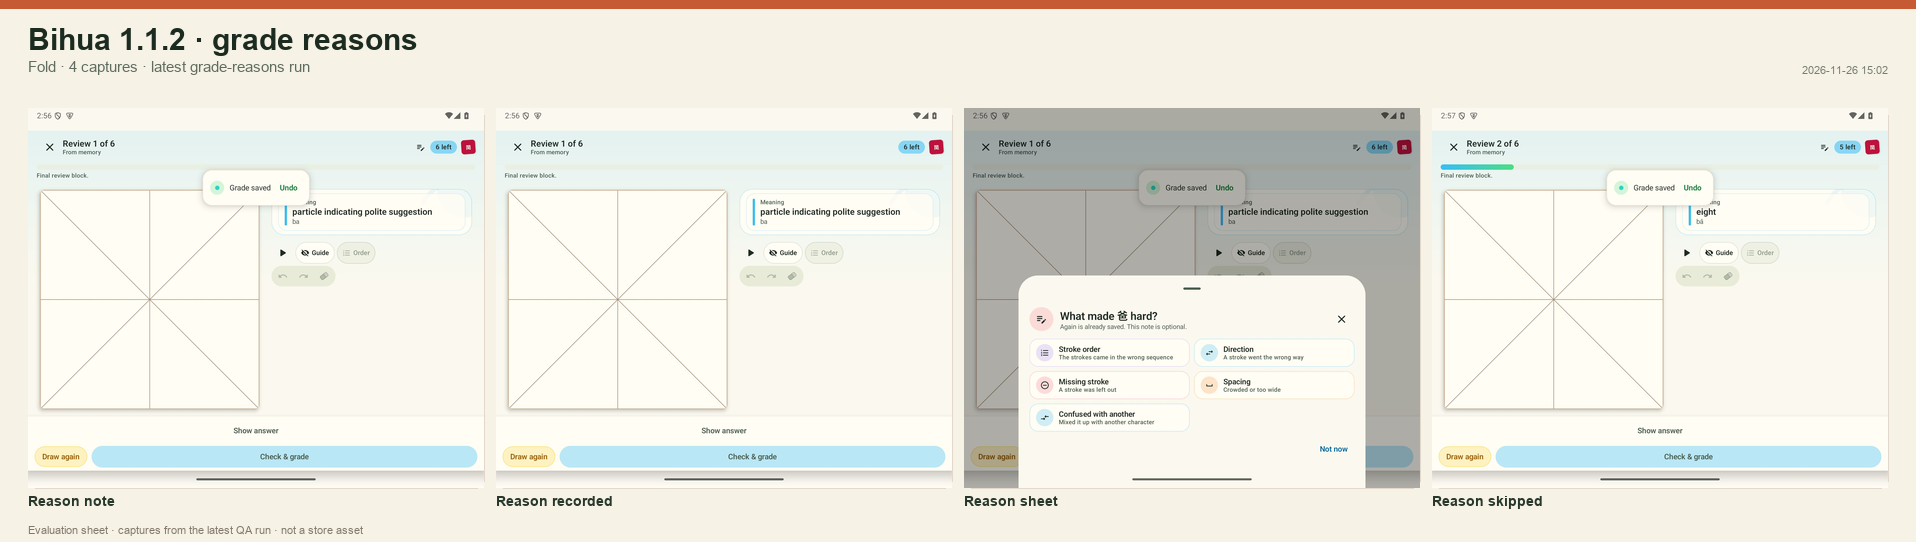 Bihua 1.1.2 · grade reasons
Fold · 4 captures · latest grade-reasons run
2026-11-26 15:02
2:56
Review 1 of 6
From memory
6 left
Final review block.
Grade saved Undo
particle indicating polite suggestion
ba
Guide
Order
Show answer
Draw again
Check & grade
Reason note
2:56
Review 1 of 6
From memory
6 left
Final review block.
Meaning
particle indicating polite suggestion
ba
Guide
Order
Show answer
Draw again
Check & grade
Reason recorded
2:56
Review 1 of 6
From memory
6 left
Final review block.
Grade saved Undo
particle indicating polite suggestion
ba
Guide
Order
What made 爸 hard?
Again is already saved. This note is optional.
Stroke order
The strokes came in the wrong sequence
Direction
A stroke went the wrong way
Missing stroke
A stroke was left out
Spacing
Crowded or too wide
Confused with another
Mixed it up with another character
Not now
Draw again
Reason sheet
2:57
Review 2 of 6
From memory
5 left
Final review block.
Grade saved Undo
eight
bā
Guide
Order
Show answer
Draw again
Check & grade
Reason skipped
Evaluation sheet · captures from the latest QA run · not a store asset